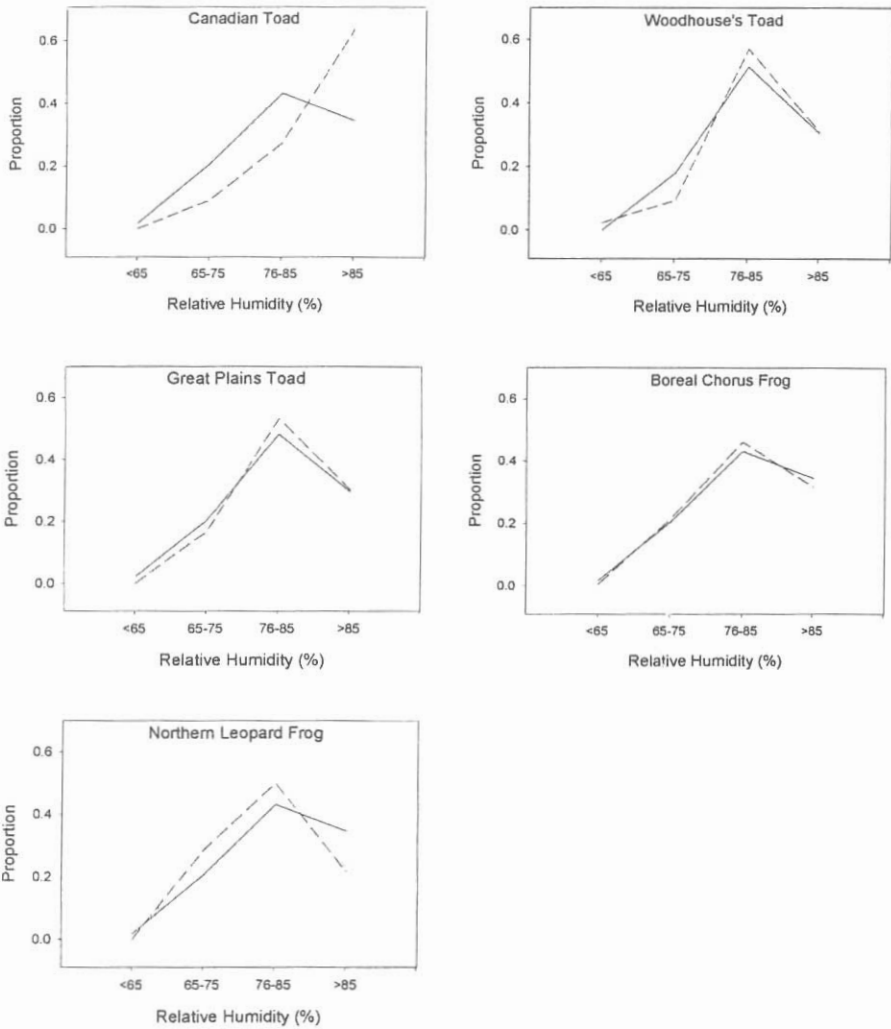 Canadian Toad
0.6
0.4
0.2
0.0
Proportion
<65 65-75 76-85 >85
Relative Humidity (%)
Woodhouse's Toad
0.6
0.4
0.2
0.0
Proportion
<65 65-75 76-85 >85
Relative Humidity (%)
Great Plains Toad
0.6
0.4
0.2
0.0
Proportion
<65 65-75 76-85 >85
Relative Humidity (%)
Boreal Chorus Frog
0.6
0.4
0.2
0.0
Proportion
<65 65-75 76-85 >85
Relative Humidity (%)
Northern Leopard Frog
0.6
0.4
0.2
0.0
Proportion
<65 65-75 76-85 >85
Relative Humidity (%)